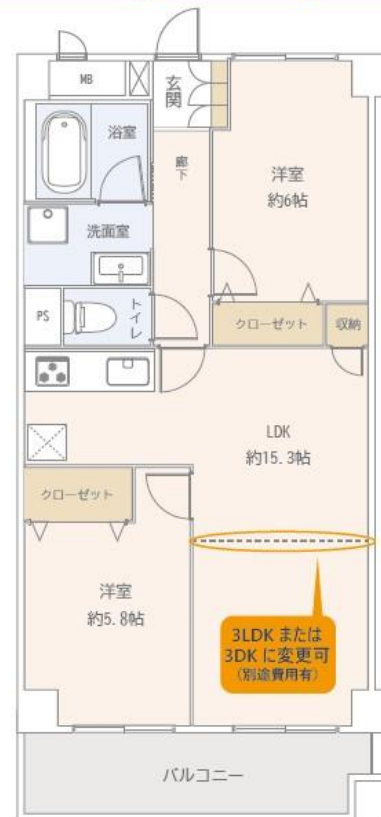 MB
玄関
浴室
廊下
洋室
約6帖
洗面室
PS
トイレ
クローゼット
収納
LDK
約15.3帖
クローゼット
洋室
約5.8帖
3LDK または
3DK に変更可
(別途費用有)
バルコニー